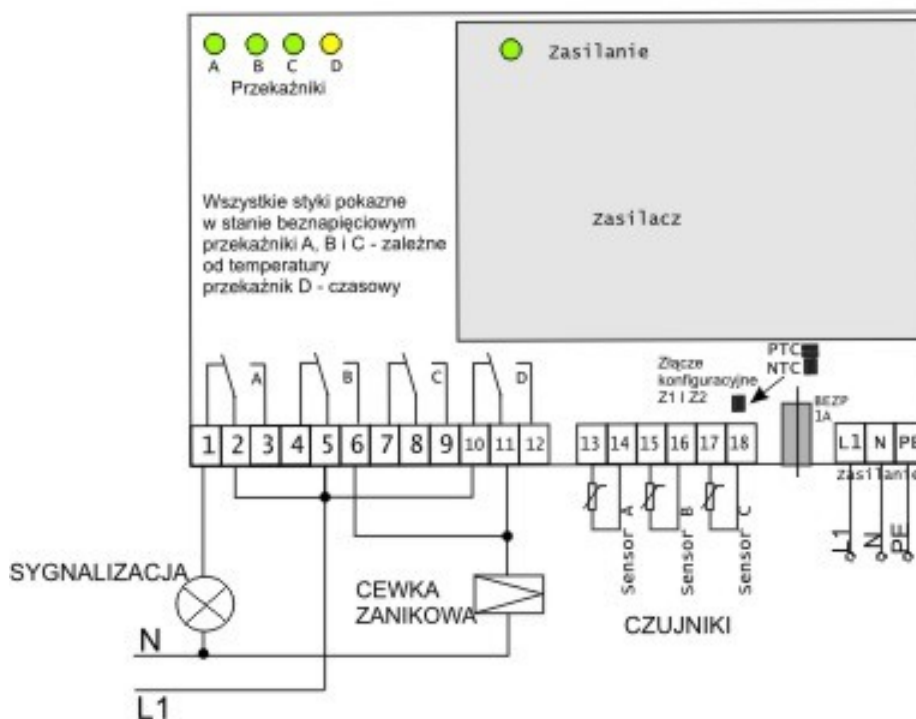 A B C D
Przekaźniki
Zasilanie
Wszystkie styki pokazne
w stanie beznapięciowym
przekaźniki A, B i C - zależne
od temperatury
przekaźnik D - czasowy
Zasilacz
A
B
C
D
Złącze
konfiguracyjne
Z1 i Z2
PTC
NTC
BEZP
1A
1 2 3 4 5 6 7 8 9 10 11 12
13 14 15 16 17 18
L1 N PE
zasilanie
Sensor A
Sensor B
Sensor C
L1
N
PE
SYGNALIZACJA
CEWKA
ZANIKOWA
CZUJNIKI
N
L1